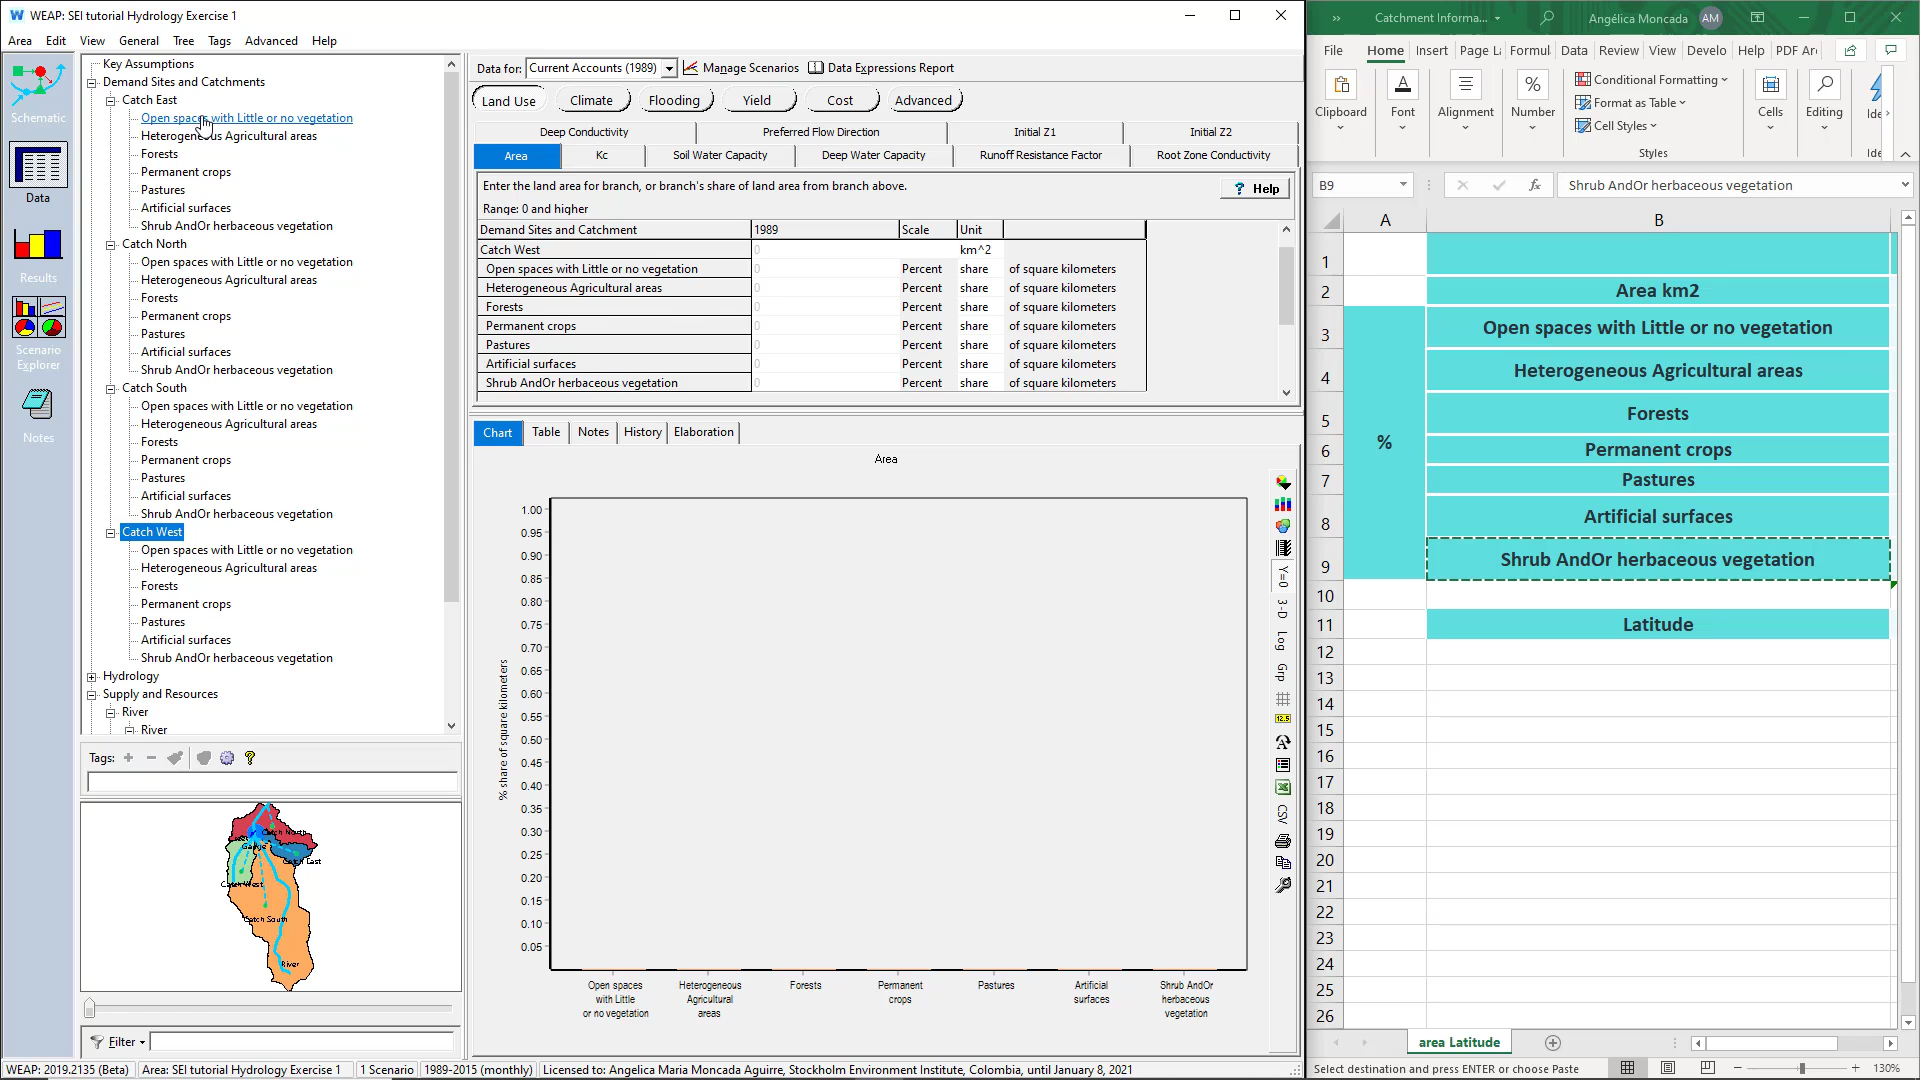 WEAP: SEI tutorial Hydrology Exercise 1
Area Edit View General Tree Tags Advanced Help
Schematic
Data
Results
Scenario
Explorer
Notes
Key Assumptions
Demand Sites and Catchments
Catch East
Open spaces with Little or no vegetation
Heterogeneous Agricultural areas
Forests
Permanent crops
Pastures
Artificial surfaces
Shrub AndOr herbaceous vegetation
Catch North
Open spaces with Little or no vegetation
Heterogeneous Agricultural areas
Forests
Permanent crops
Pastures
Artificial surfaces
Shrub AndOr herbaceous vegetation
Catch South
Open spaces with Little or no vegetation
Heterogeneous Agricultural areas
Forests
Permanent crops
Pastures
Artificial surfaces
Shrub AndOr herbaceous vegetation
Catch West
Open spaces with Little or no vegetation
Heterogeneous Agricultural areas
Forests
Permanent crops
Pastures
Artificial surfaces
Shrub AndOr herbaceous vegetation
Hydrology
Supply and Resources
River
River
Tags:
Catch North
Gauge
Catch East
Catch West
Catch South
River
Filter
Data for: Current Accounts (1989) Manage Scenarios Data Expressions Report
Land Use Climate Flooding Yield Cost Advanced
Deep Conductivity Preferred Flow Direction Initial Z1 Initial Z2
Area Kc Soil Water Capacity Deep Water Capacity Runoff Resistance Factor Root Zone Conductivity
Enter the land area for branch, or branch's share of land area from branch above.
? Help
Range: 0 and higher
Demand Sites and Catchment 1989 Scale Unit
Catch West 0 km^2
Open spaces with Little or no vegetation 0 Percent share of square kilometers
Heterogeneous Agricultural areas 0 Percent share of square kilometers
Forests 0 Percent share of square kilometers
Permanent crops 0 Percent share of square kilometers
Pastures 0 Percent share of square kilometers
Artificial surfaces 0 Percent share of square kilometers
Shrub AndOr herbaceous vegetation 0 Percent share of square kilometers
Chart Table Notes History Elaboration
Area
% share of square kilometers
1.00
0.95
0.90
0.85
0.80
0.75
0.70
0.65
0.60
0.55
0.50
0.45
0.40
0.35
0.30
0.25
0.20
0.15
0.10
0.05
Open spaces with Little or no vegetation
Heterogeneous Agricultural areas
Forests
Permanent crops
Pastures
Artificial surfaces
Shrub AndOr herbaceous vegetation
Y=0
3-D
Log
Grp
12.5
CSV
WEAP: 2019.2135 (Beta) Area: SEI tutorial Hydrology Exercise 1 1 Scenario 1989-2015 (monthly) Licensed to: Angelica Maria Moncada Aguirre, Stockholm Environment Institute, Colombia, until January 8, 2021
Catchment Informa... Angélica Moncada AM
File Home Insert Page L Formul Data Review View Develo Help PDF Ar
Clipboard
Font
Alignment
Number
Conditional Formatting
Format as Table
Cell Styles
Styles
Cells
Editing
Ide
Ide
B9 fx Shrub AndOr herbaceous vegetation
A B
1
2 Area km2
3 Open spaces with Little or no vegetation
4 Heterogeneous Agricultural areas
5 Forests
%
6 Permanent crops
7 Pastures
8 Artificial surfaces
9 Shrub AndOr herbaceous vegetation
10
11 Latitude
12
13
14
15
16
17
18
19
20
21
22
23
24
25
26
area Latitude
Select destination and press ENTER or choose Paste 130%